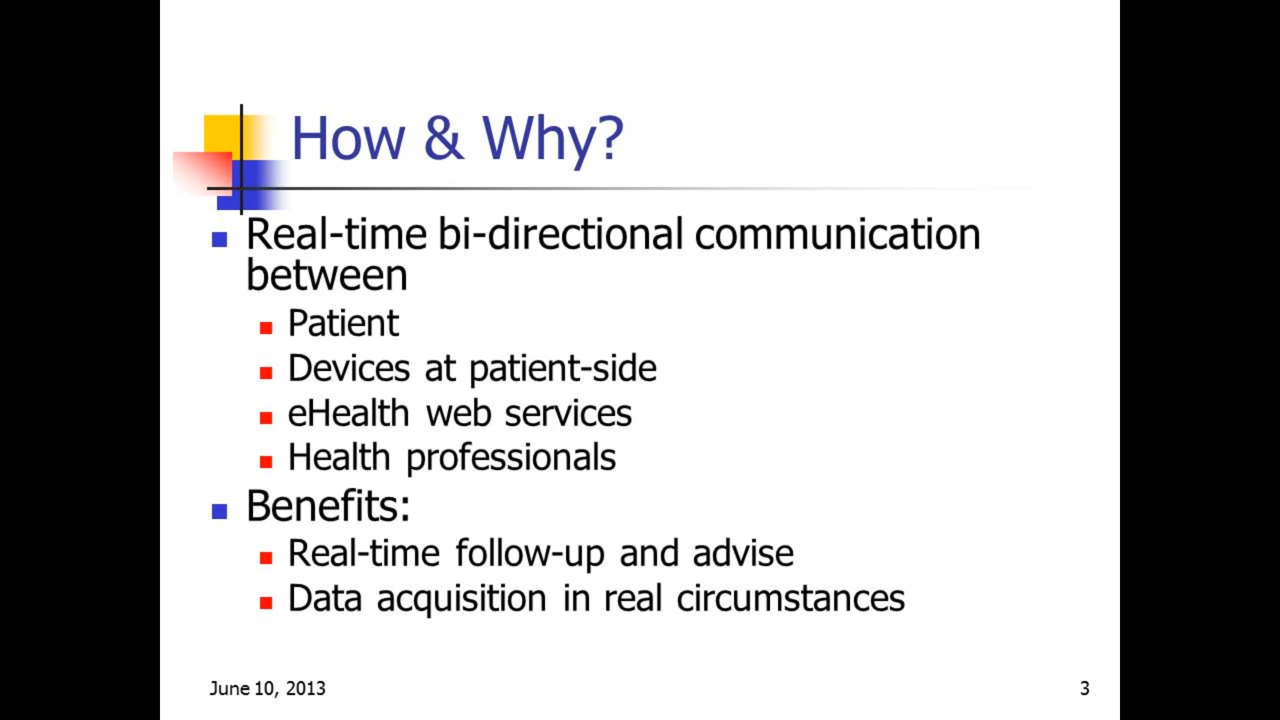 How & Why?
Real-time bi-directional communication
between
Patient
Devices at patient-side
eHealth web services
Health professionals
Benefits:
Real-time follow-up and advise
Data acquisition in real circumstances
June 10, 2013
3